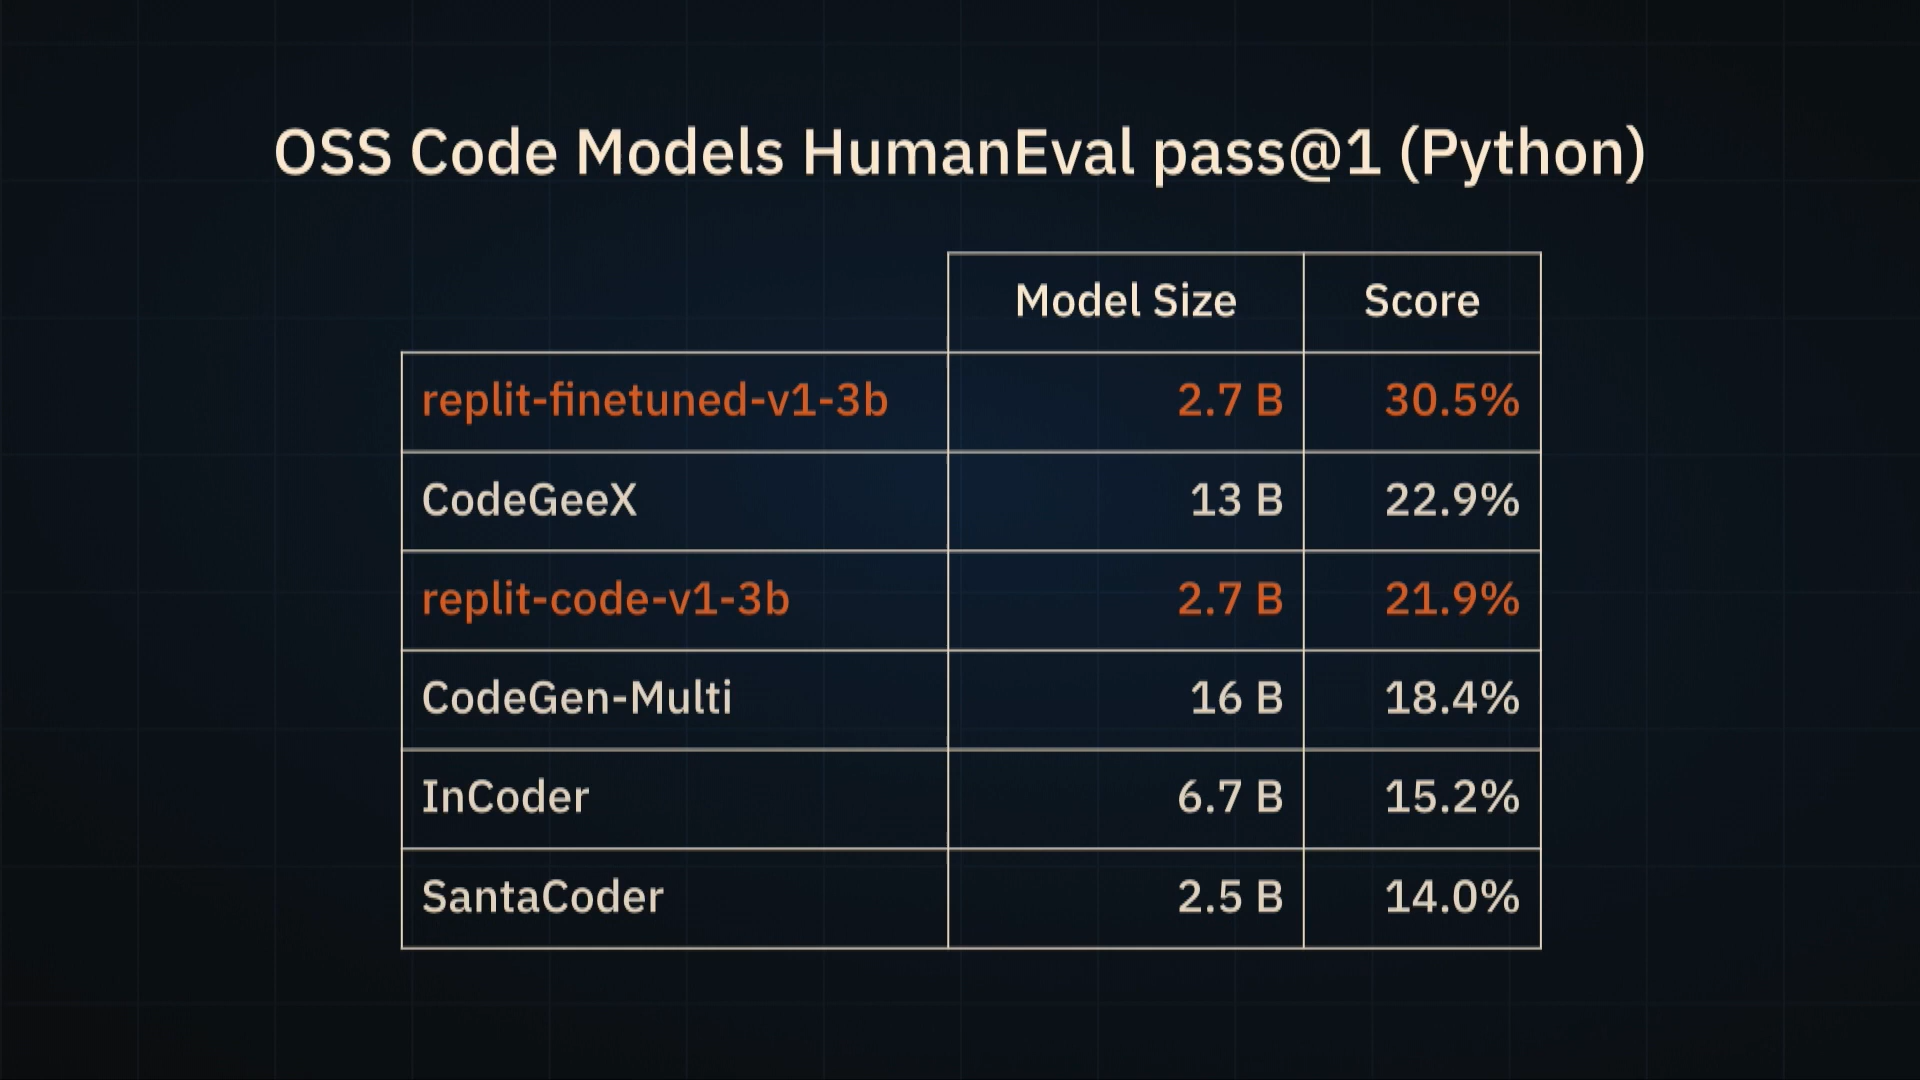 OSS Code Models HumanEval pass@1 (Python)
Model Size Score
replit-finetuned-v1-3b 2.7 B 30.5%
CodeGeeX 13 B 22.9%
replit-code-v1-3b 2.7 B 21.9%
CodeGen-Multi 16 B 18.4%
InCoder 6.7 B 15.2%
SantaCoder 2.5 B 14.0%